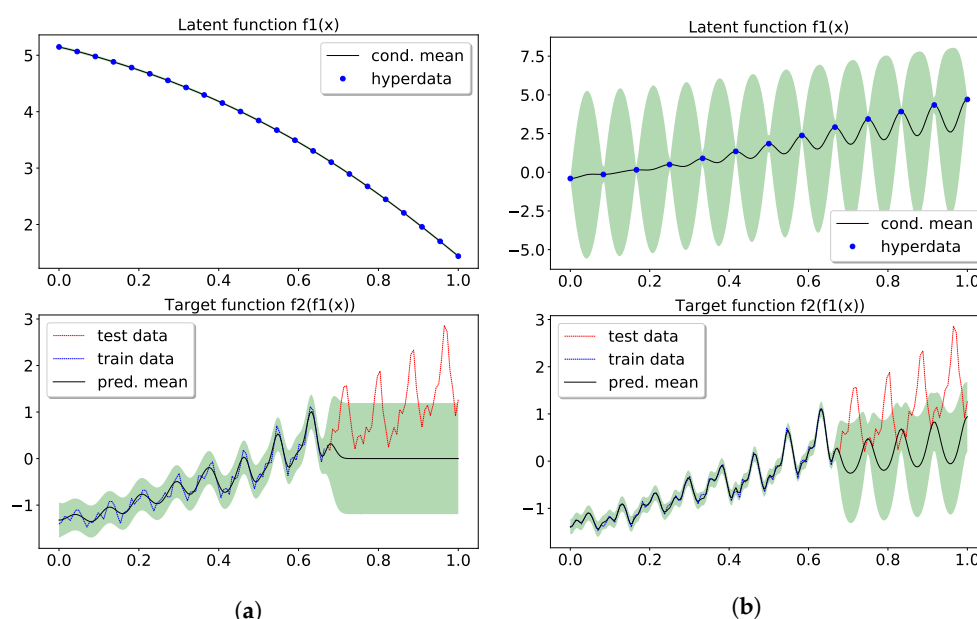 Latent function f1(x)
cond. mean
hyperdata
5
4
3
2
0.0 0.2 0.4 0.6 0.8 1.0
Target function f2(f1(x))
test data
train data
pred. mean
3
2
1
0
−1
0.0 0.2 0.4 0.6 0.8 1.0
(a)
Latent function f1(x)
7.5
5.0
2.5
0.0
−2.5
−5.0
cond. mean
hyperdata
0.0 0.2 0.4 0.6 0.8 1.0
Target function f2(f1(x))
test data
train data
pred. mean
3
2
1
0
−1
0.0 0.2 0.4 0.6 0.8 1.0
(b)